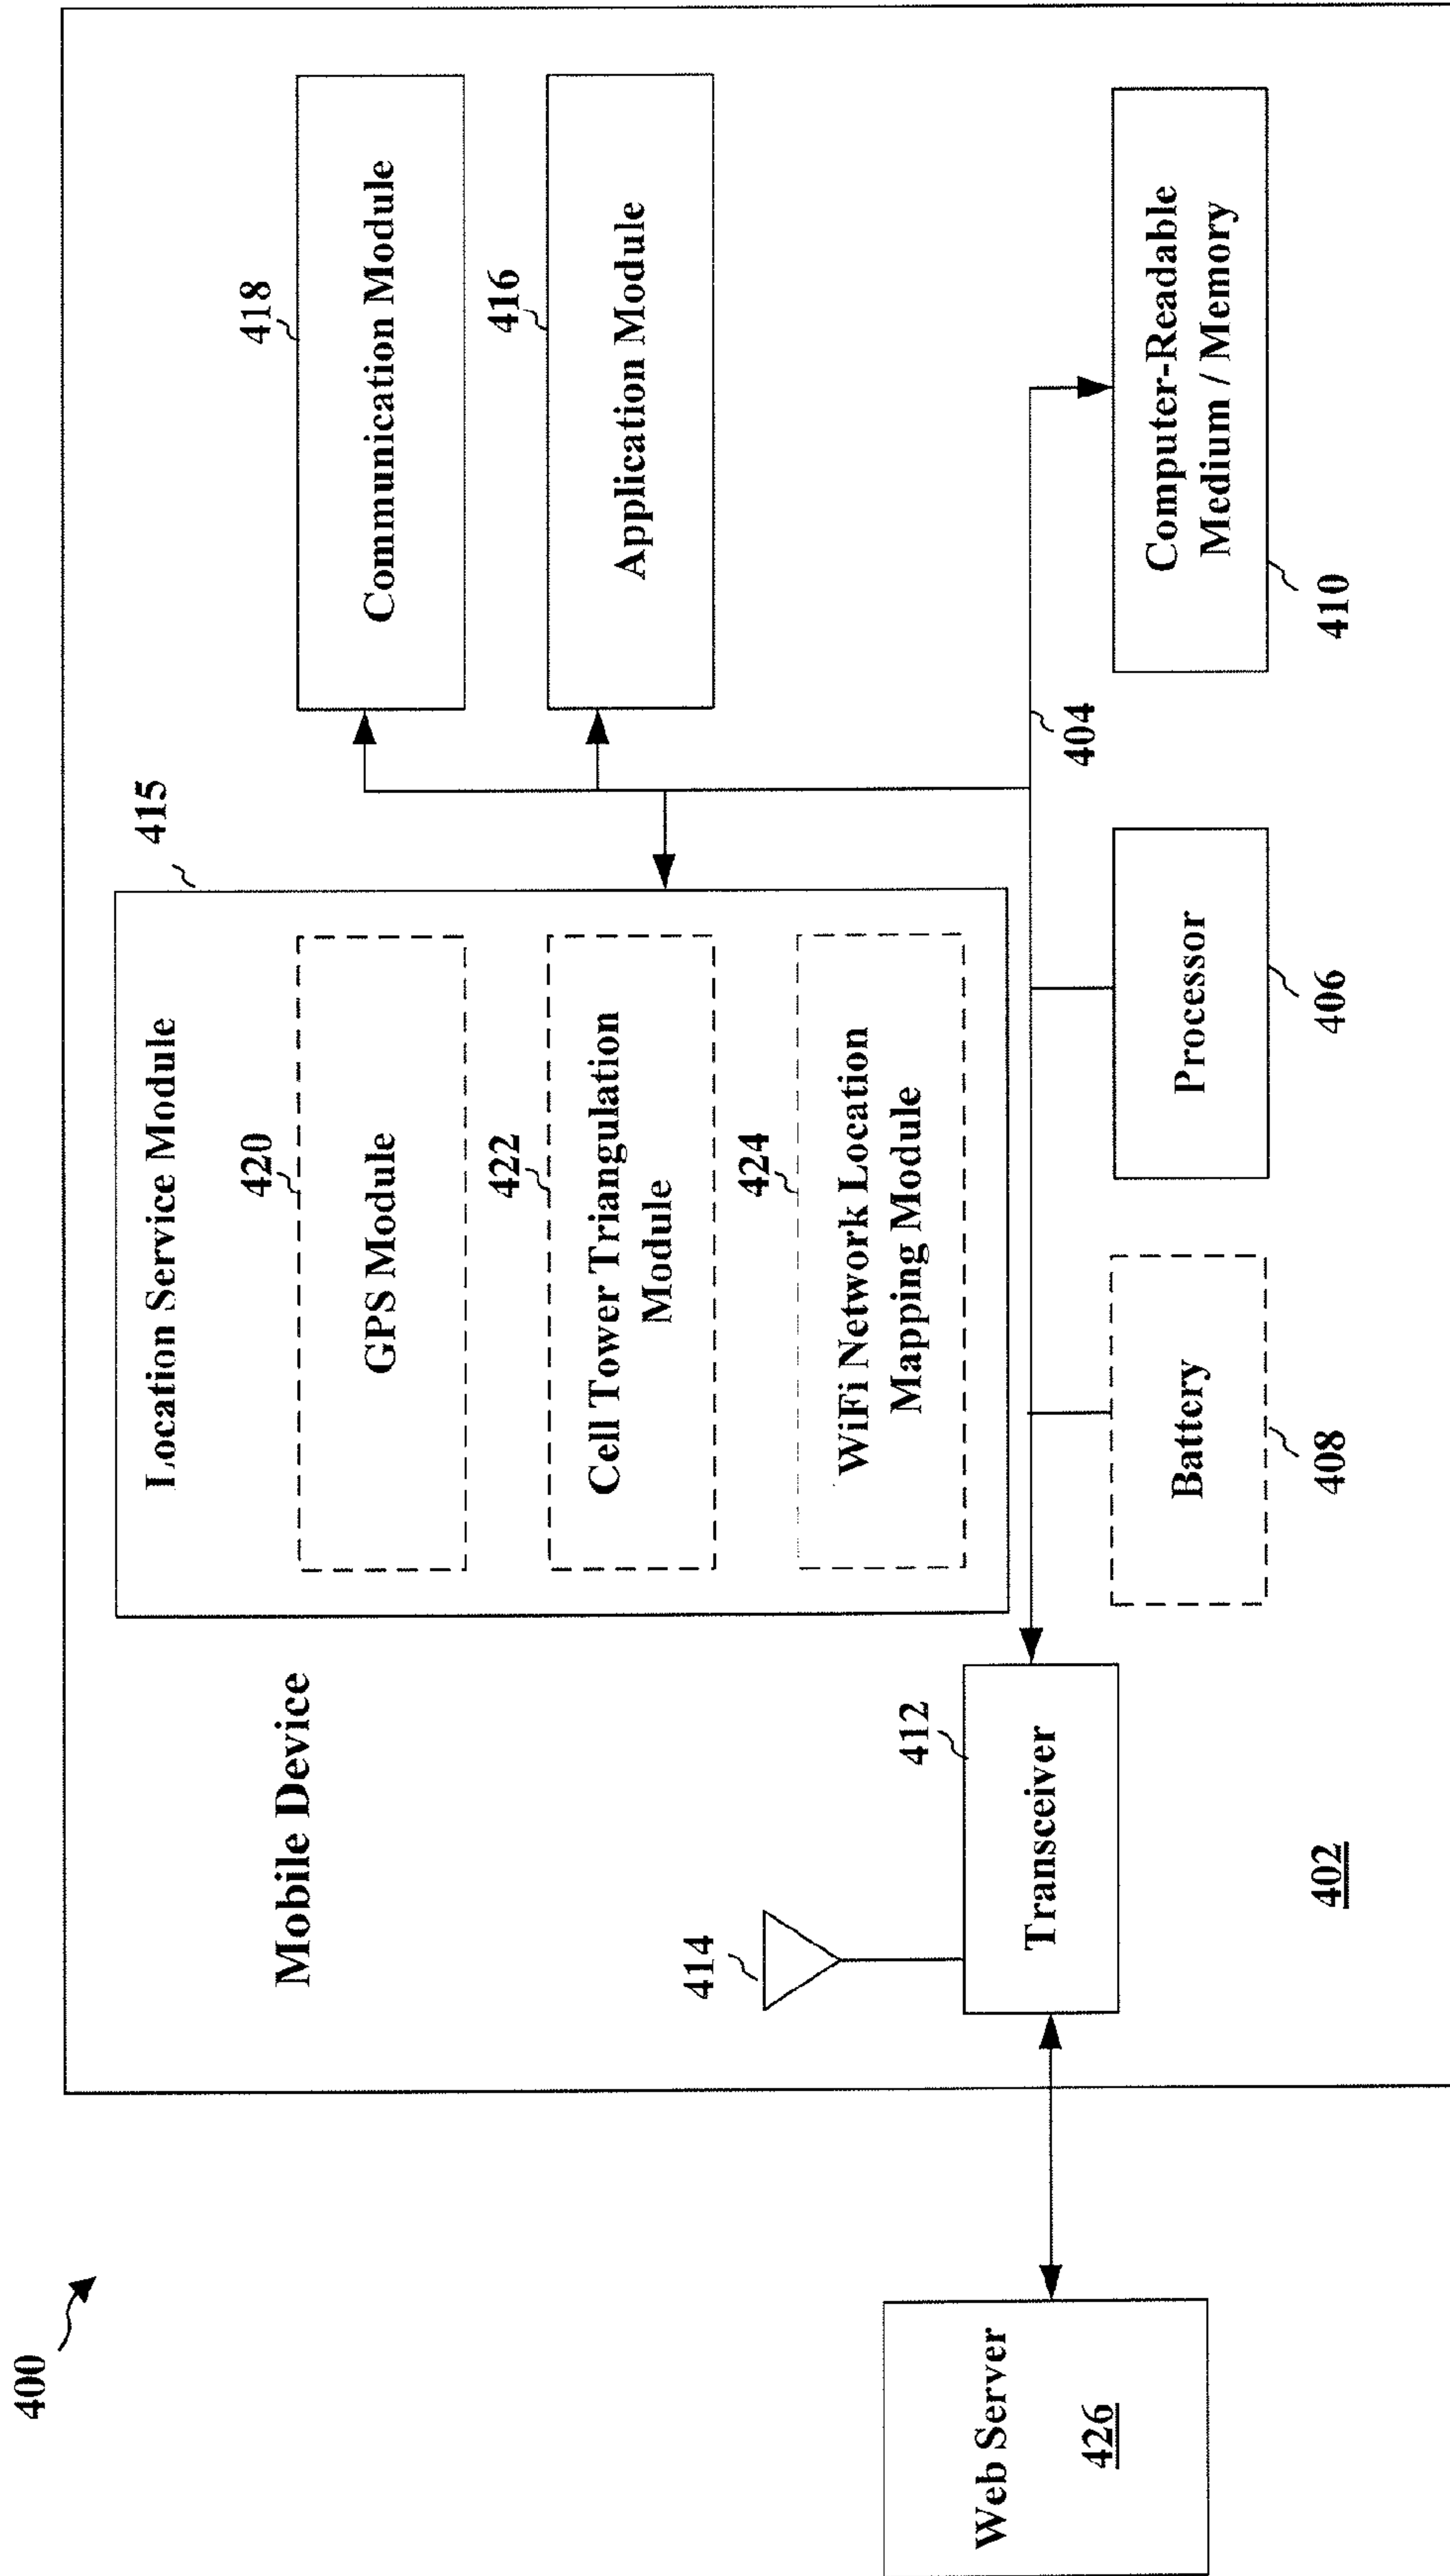 400
Mobile Device
Location Service Module
415
420
GPS Module
422
Cell Tower Triangulation
Module
424
WiFi Network Location
Mapping Module
418
Communication Module
416
Application Module
414
412
Transceiver
404
Web Server
426
402
Battery
408
Processor
406
Computer-Readable
Medium / Memory
410